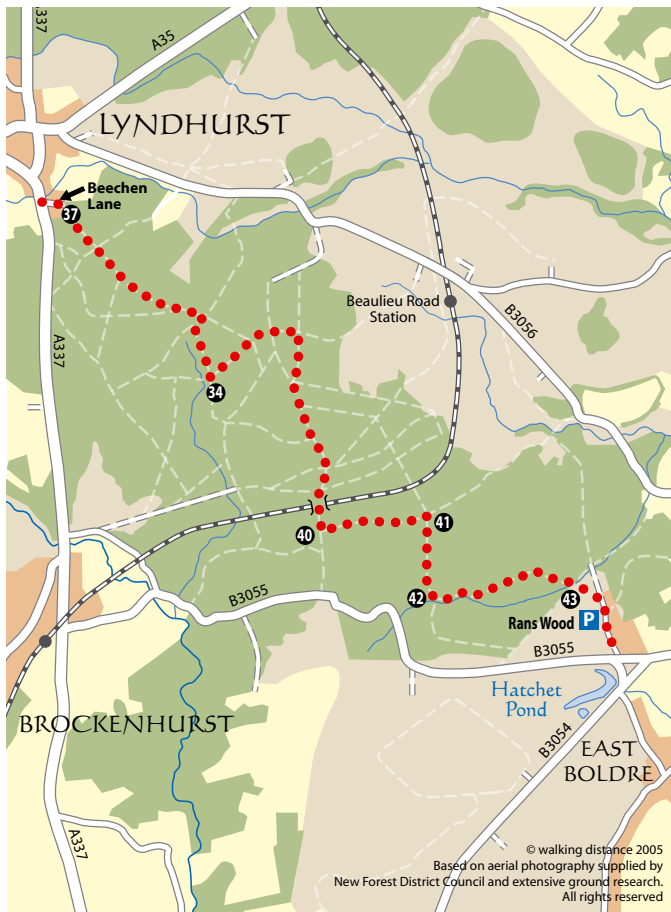 A337
A35
LYNDHURST
Beechen
Lane
37
Beaulieu Road
Station
B3056
A337
34
40
41
42
43
B3055
Rans Wood
P
B3055
Hatchet
Pond
BROCKENHURST
B3054
EAST
BOLDRE
A337
© walking distance 2005
Based on aerial photography supplied by
New Forest District Council and extensive ground research.
All rights reserved